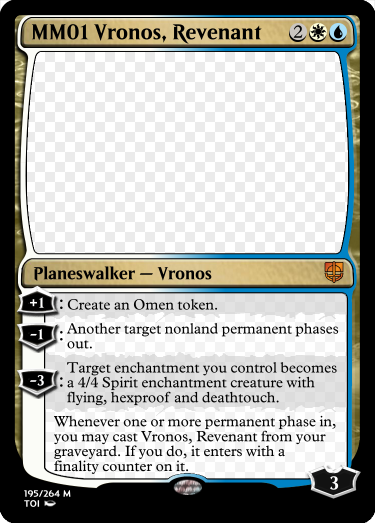 MM01 Vronos, Revenant 2
Planeswalker — Vronos
+1 : Create an Omen token.
-1 : Another target nonland permanent phases
out.
Target enchantment you control becomes
-3 : a 4/4 Spirit enchantment creature with
flying, hexproof and deathtouch.
Whenever one or more permanent phase in,
you may cast Vronos, Revenant from your
graveyard. If you do, it enters with a
finality counter on it.
3
195/264 M
TOI